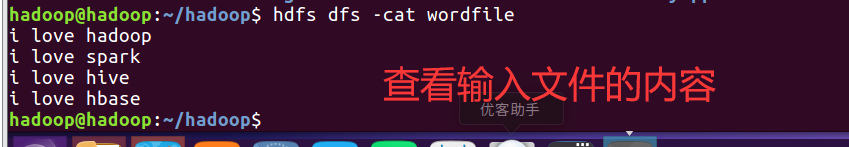 hadoop@hadoop:~/hadoop$ hdfs dfs -cat wordfile
i love hadoop
i love spark
i love hive
i love hbase
查看输入文件的内容
优客助手
hadoop@hadoop:~/hadoop$